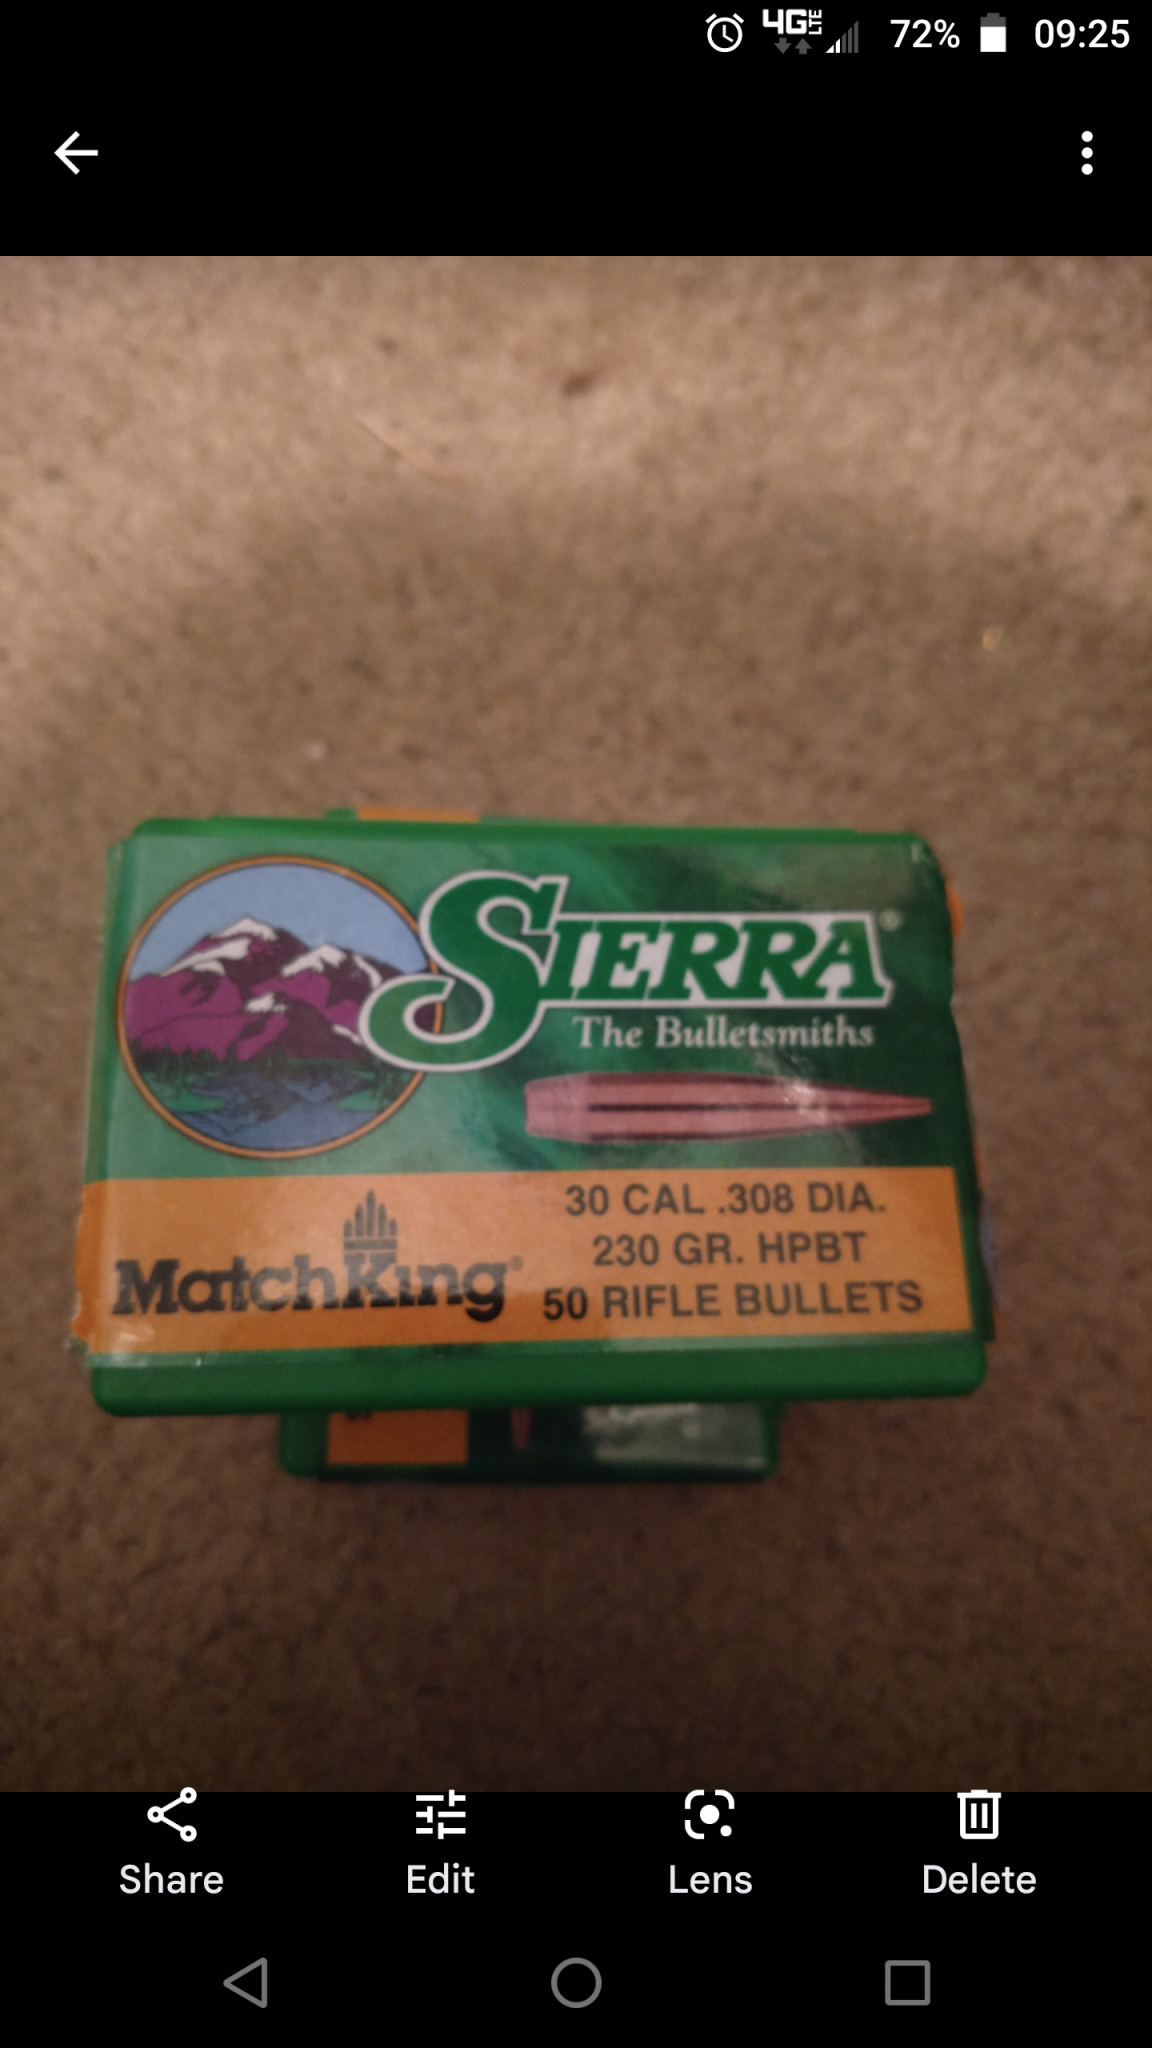 4G LTE 72% 09:25
SIERRA®
The Bulletsmiths
30 CAL .308 DIA.
230 GR. HPBT
MatchKing®
50 RIFLE BULLETS
Share Edit Lens Delete